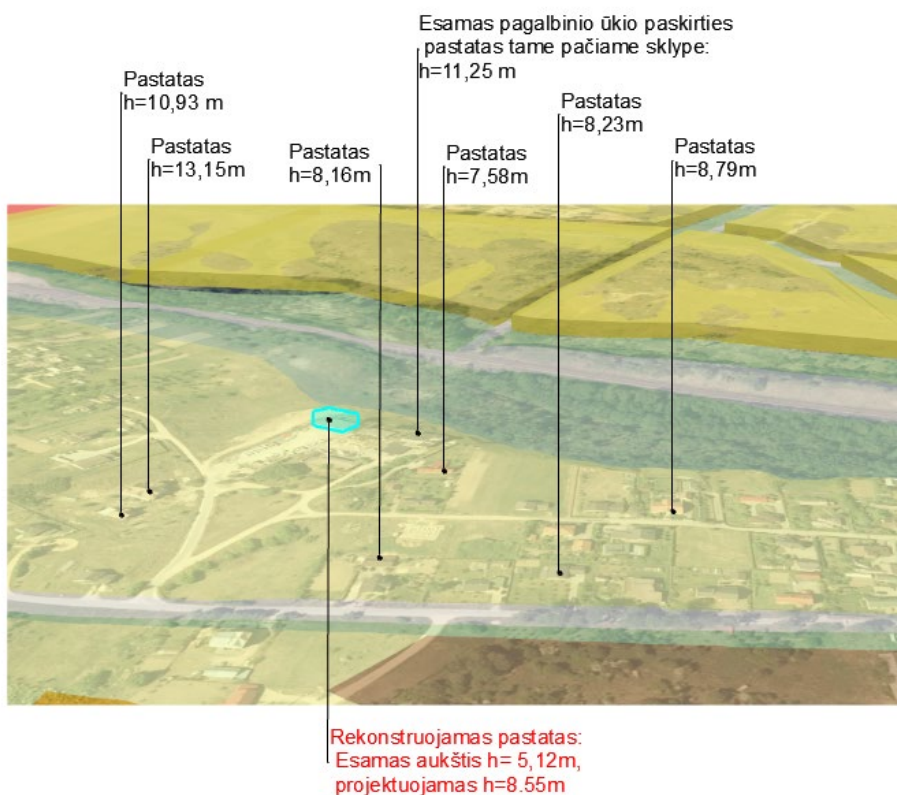 Esamas pagalbinio ūkio paskirties
pastatas tame pačiame sklype:
h=11,25 m
Pastatas
h=10,93 m
Pastatas
h=13,15m
Pastatas
h=8,16m
Pastatas
h=7,58m
Pastatas
h=8,23m
Pastatas
h=8,79m
Rekonstruojamas pastatas:
Esamas aukštis h= 5,12m,
projektuojamas h=8.55m